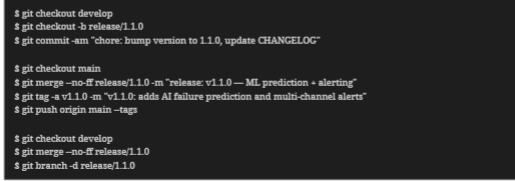 $ git checkout develop
$ git checkout -b release/1.1.0
$ git commit -am "chore: bump version to 1.1.0, update CHANGELOG"
$ git checkout main
$ git merge --no-ff release/1.1.0 -m "release: v1.1.0 — ML prediction + alerting"
$ git tag -a v1.1.0 -m "v1.1.0: adds AI failure prediction and multi-channel alerts"
$ git push origin main --tags
$ git checkout develop
$ git merge --no-ff release/1.1.0
$ git branch -d release/1.1.0